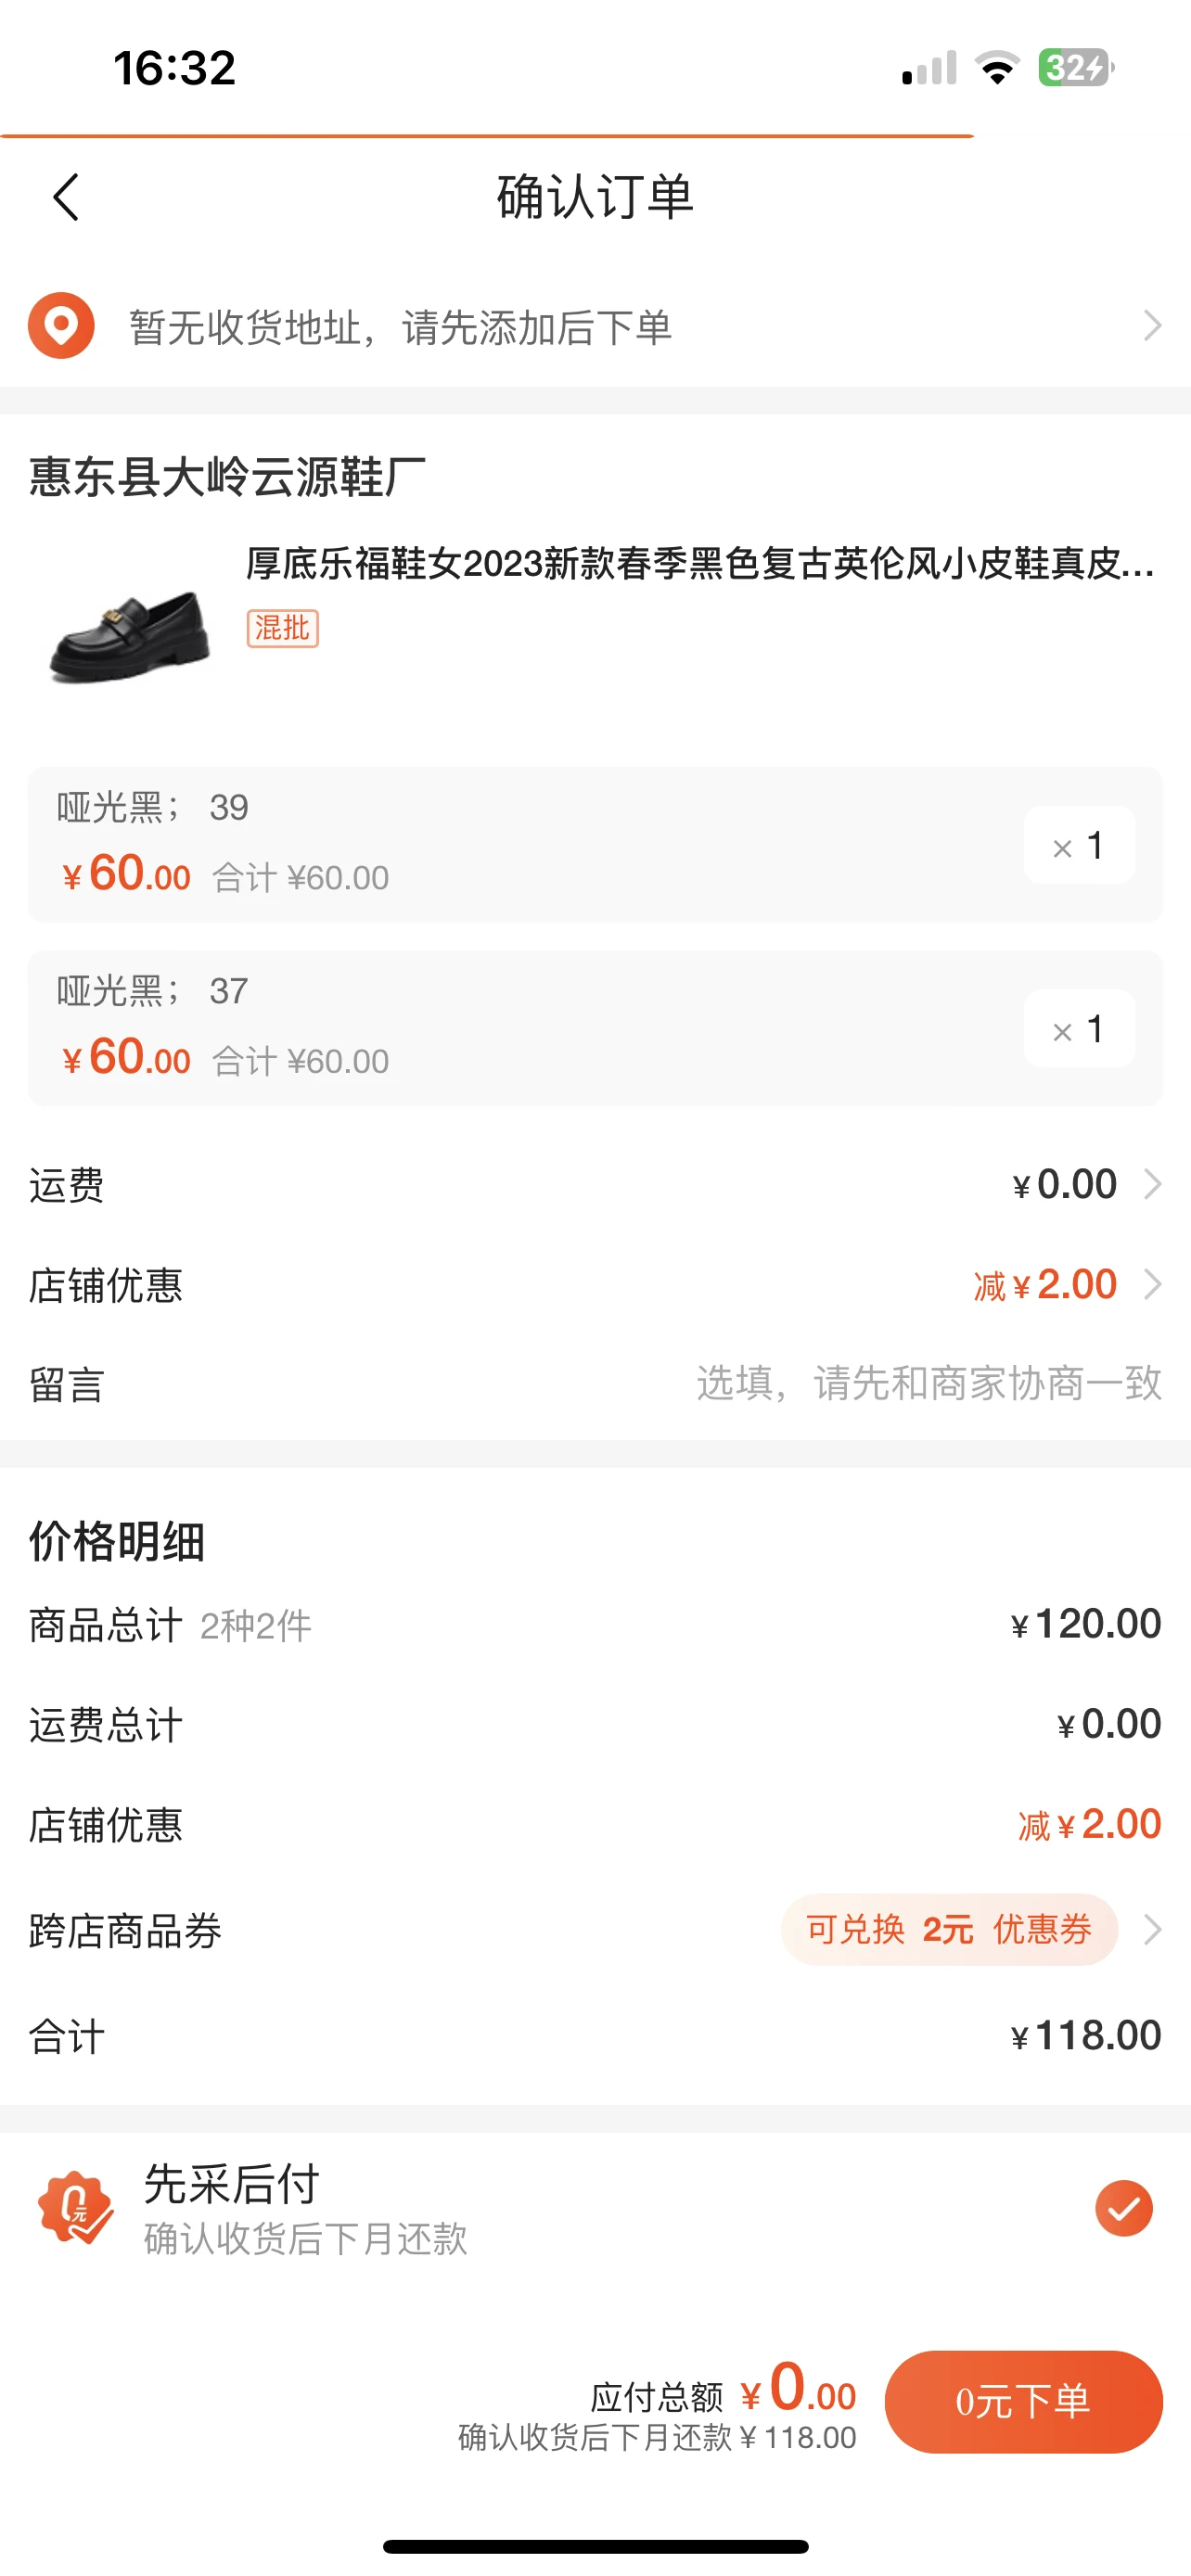 16:32
32
确认订单
暂无收货地址，请先添加后下单
惠东县大岭云源鞋厂
厚底乐福鞋女2023新款春季黑色复古英伦风小皮鞋真皮...
混批
哑光黑； 39
¥60.00 合计 ¥60.00
× 1
哑光黑； 37
¥60.00 合计 ¥60.00
× 1
运费 ¥0.00
店铺优惠 减¥2.00
留言 选填，请先和商家协商一致
价格明细
商品总计 2种2件 ¥120.00
运费总计 ¥0.00
店铺优惠 减¥2.00
跨店商品券 可兑换 2元 优惠券
合计 ¥118.00
0元
先采后付
确认收货后下月还款
应付总额 ¥0.00
确认收货后下月还款 ¥118.00
0元下单